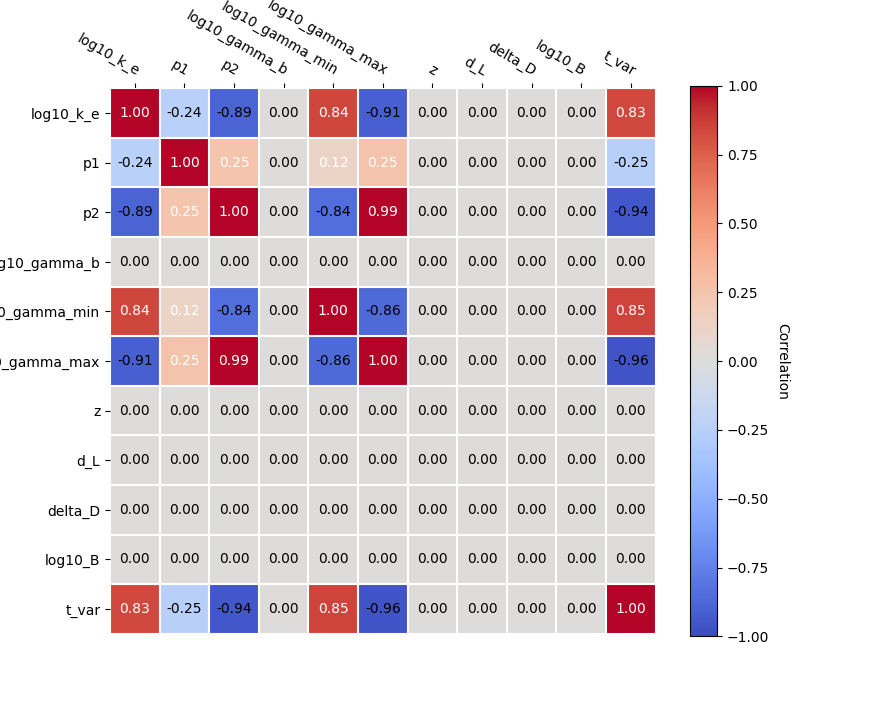 log10_k_e p1 p2 log10_gamma_b log10_gamma_min log10_gamma_max z d_L delta_D log10_B t_var
log10_k_e 1.00 -0.24 -0.89 0.00 0.84 -0.91 0.00 0.00 0.00 0.00 0.83
p1 -0.24 1.00 0.25 0.00 0.12 0.25 0.00 0.00 0.00 0.00 -0.25
p2 -0.89 0.25 1.00 0.00 -0.84 0.99 0.00 0.00 0.00 0.00 -0.94
g10_gamma_b 0.00 0.00 0.00 0.00 0.00 0.00 0.00 0.00 0.00 0.00 0.00
0_gamma_min 0.84 0.12 -0.84 0.00 1.00 -0.86 0.00 0.00 0.00 0.00 0.85
0_gamma_max -0.91 0.25 0.99 0.00 -0.86 1.00 0.00 0.00 0.00 0.00 -0.96
z 0.00 0.00 0.00 0.00 0.00 0.00 0.00 0.00 0.00 0.00 0.00
d_L 0.00 0.00 0.00 0.00 0.00 0.00 0.00 0.00 0.00 0.00 0.00
delta_D 0.00 0.00 0.00 0.00 0.00 0.00 0.00 0.00 0.00 0.00 0.00
log10_B 0.00 0.00 0.00 0.00 0.00 0.00 0.00 0.00 0.00 0.00 0.00
t_var 0.83 -0.25 -0.94 0.00 0.85 -0.96 0.00 0.00 0.00 0.00 1.00
1.00
0.75
0.50
0.25
0.00
−0.25
−0.50
−0.75
−1.00
Correlation